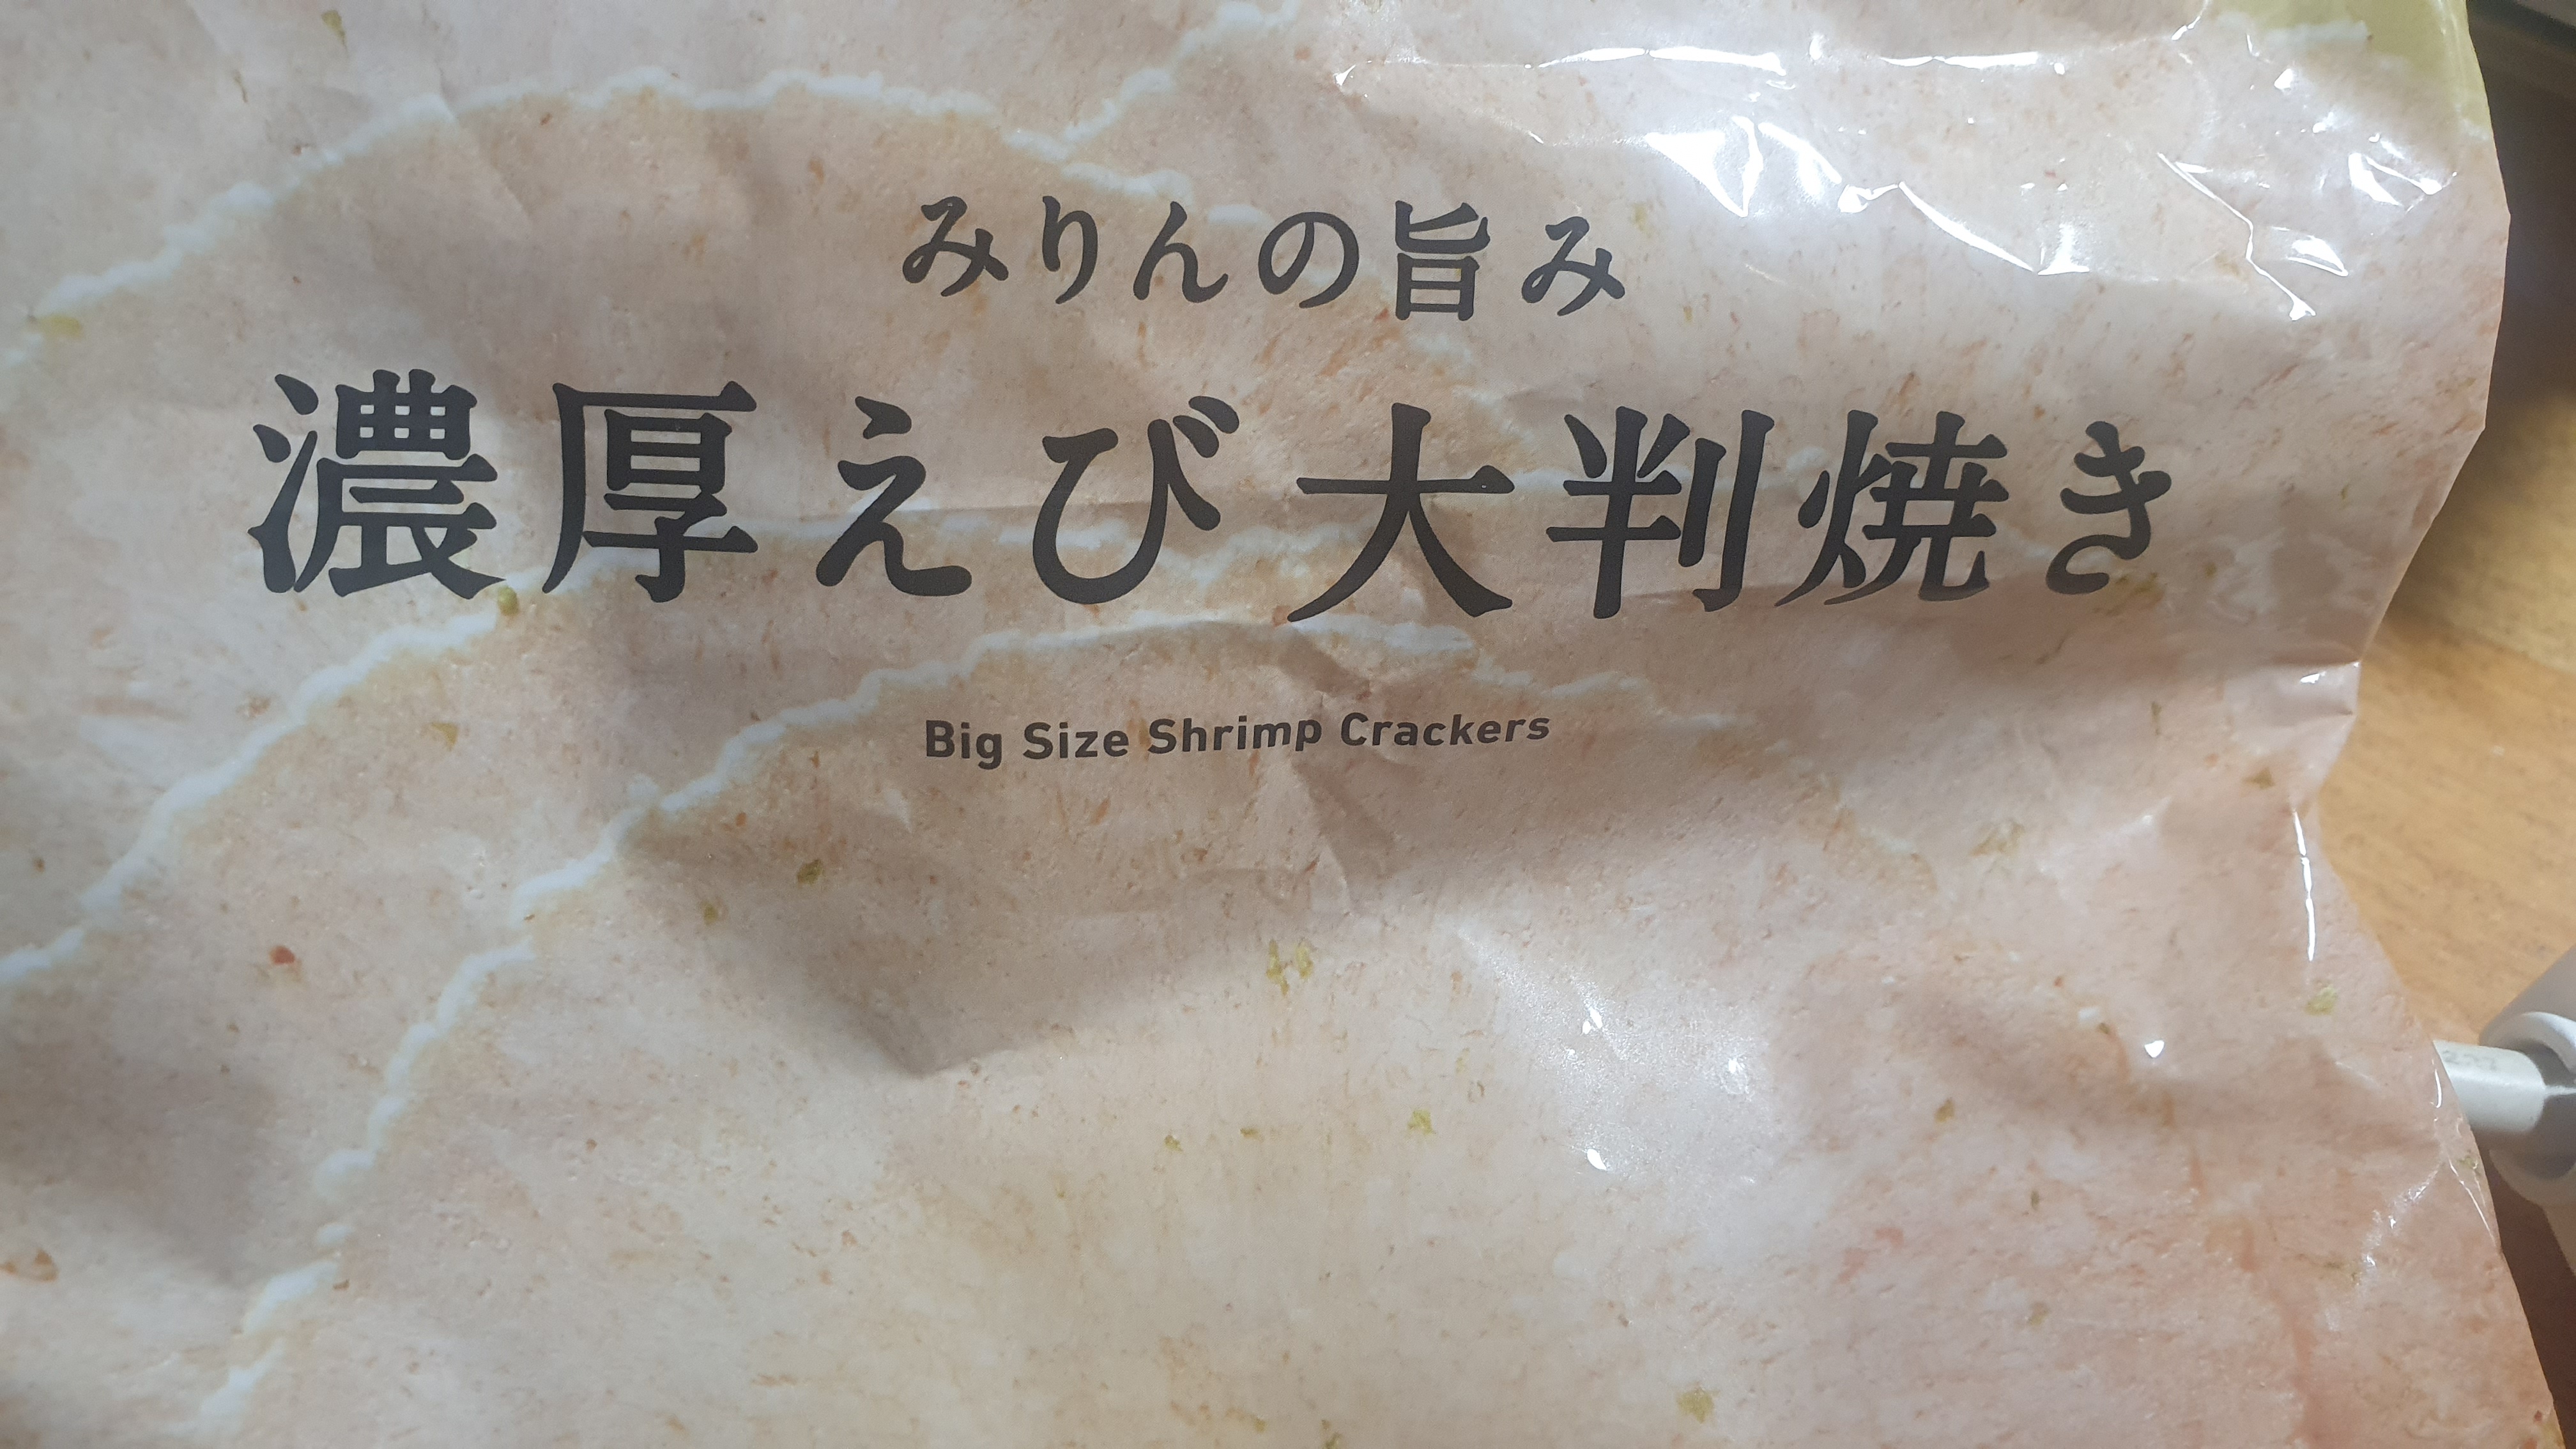 みりんの旨み
濃厚えび大判焼き
Big Size Shrimp Crackers